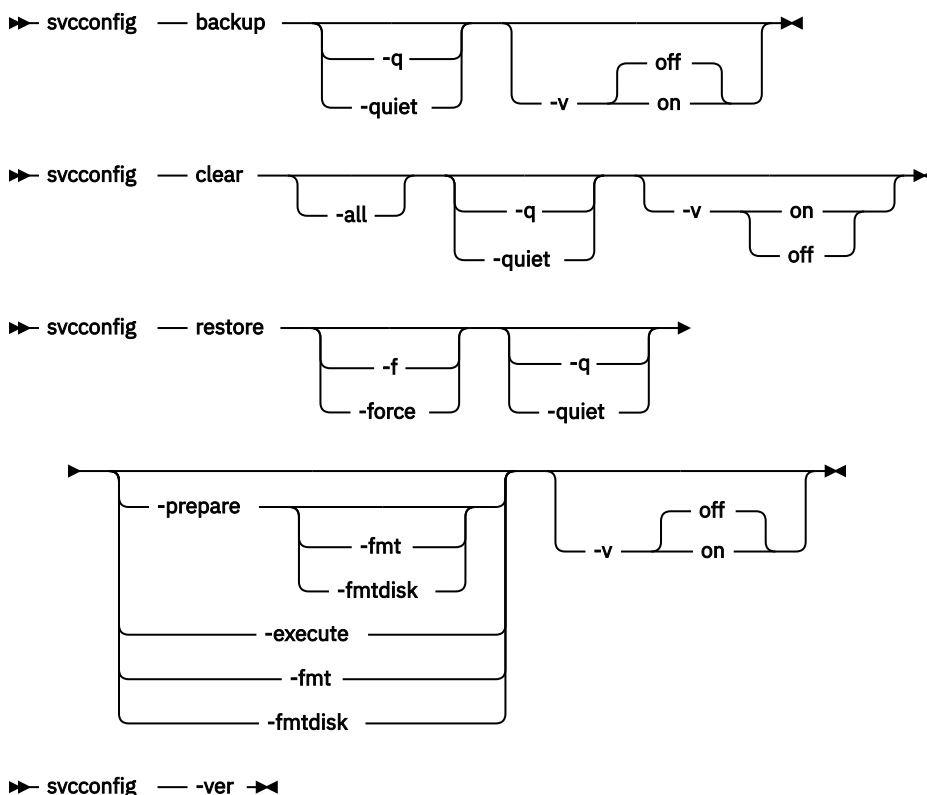 svcconfig backup
-q
-quiet
off
-v on
svcconfig clear
-all
-q
-quiet
-v on
off
svcconfig restore
-f
-force
-q
-quiet
-prepare
-fmt
-fmtdisk
-execute
-fmt
-fmtdisk
off
-v on
svcconfig -ver